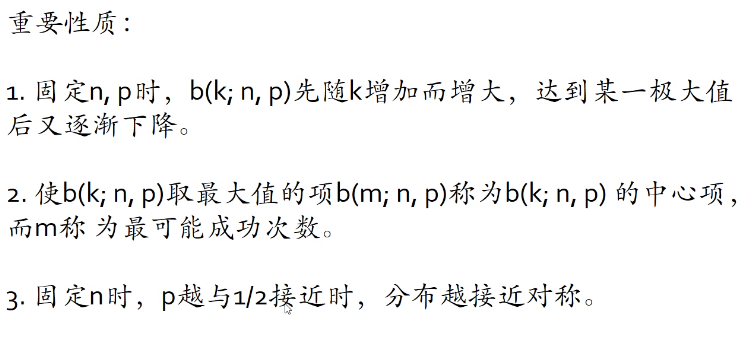 重要性质：
1. 固定n, p时，b(k; n, p)先随k增加而增大，达到某一极大值
后又逐渐下降。
2. 使b(k; n, p)取最大值的项b(m; n, p)称为b(k; n, p) 的中心项，
而m称 为最可能成功次数。
3. 固定n时，p越与1/2接近时，分布越接近对称。